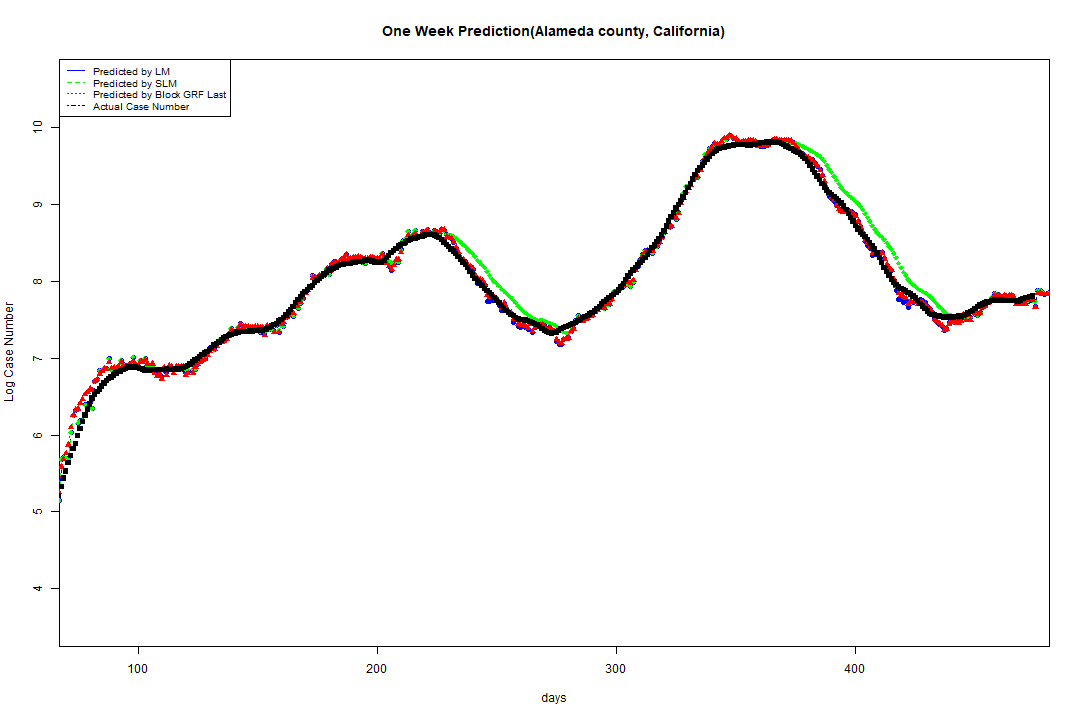 One Week Prediction(Alameda county, California)
Predicted by LM
Predicted by SLM
Predicted by Block GRF Last
Actual Case Number
10
9
8
7
6
5
4
Log Case Number
100 200 300 400
days